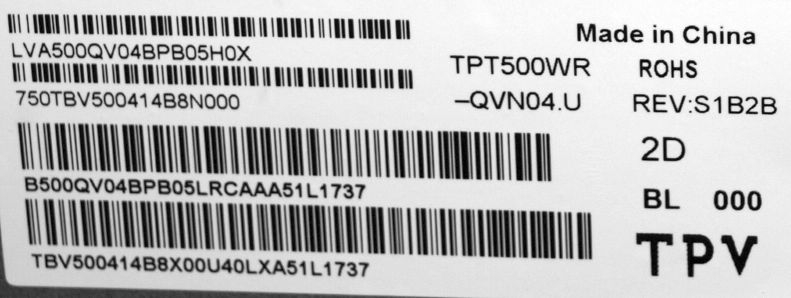 Made in China
LVA500QV04BPB05H0X
TPT500WR ROHS
750TBV500414B8N000
-QVN04.U REV:S1B2B
2D
B500QV04BPB05LRCAAA51L1737
BL 000
TPV
TBV500414B8X00U40LXA51L1737